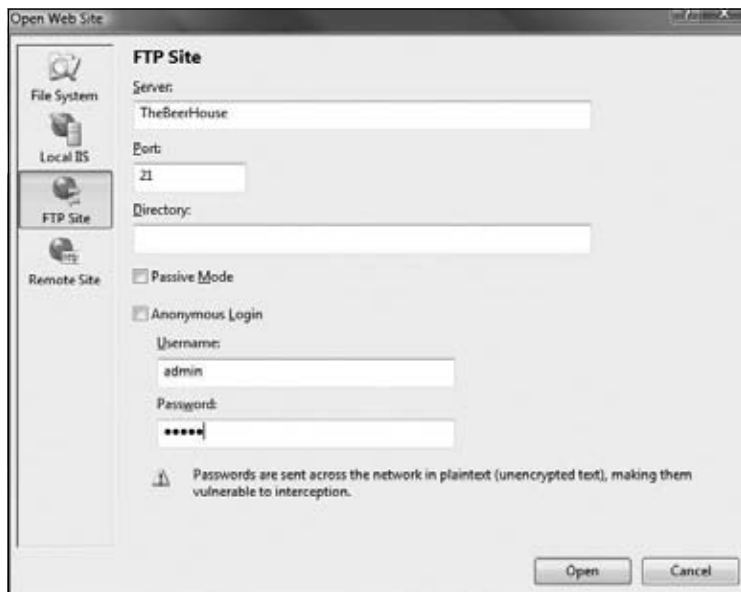 Open Web Site
File System
Local IIS
FTP Site
Remote Site
FTP Site
Server:
TheBeerHouse
Port:
21
Directory:
Passive Mode
Anonymous Login
Username:
admin
Password:
•••••
Passwords are sent across the network in plaintext (unencrypted text), making them
vulnerable to interception.
Open
Cancel